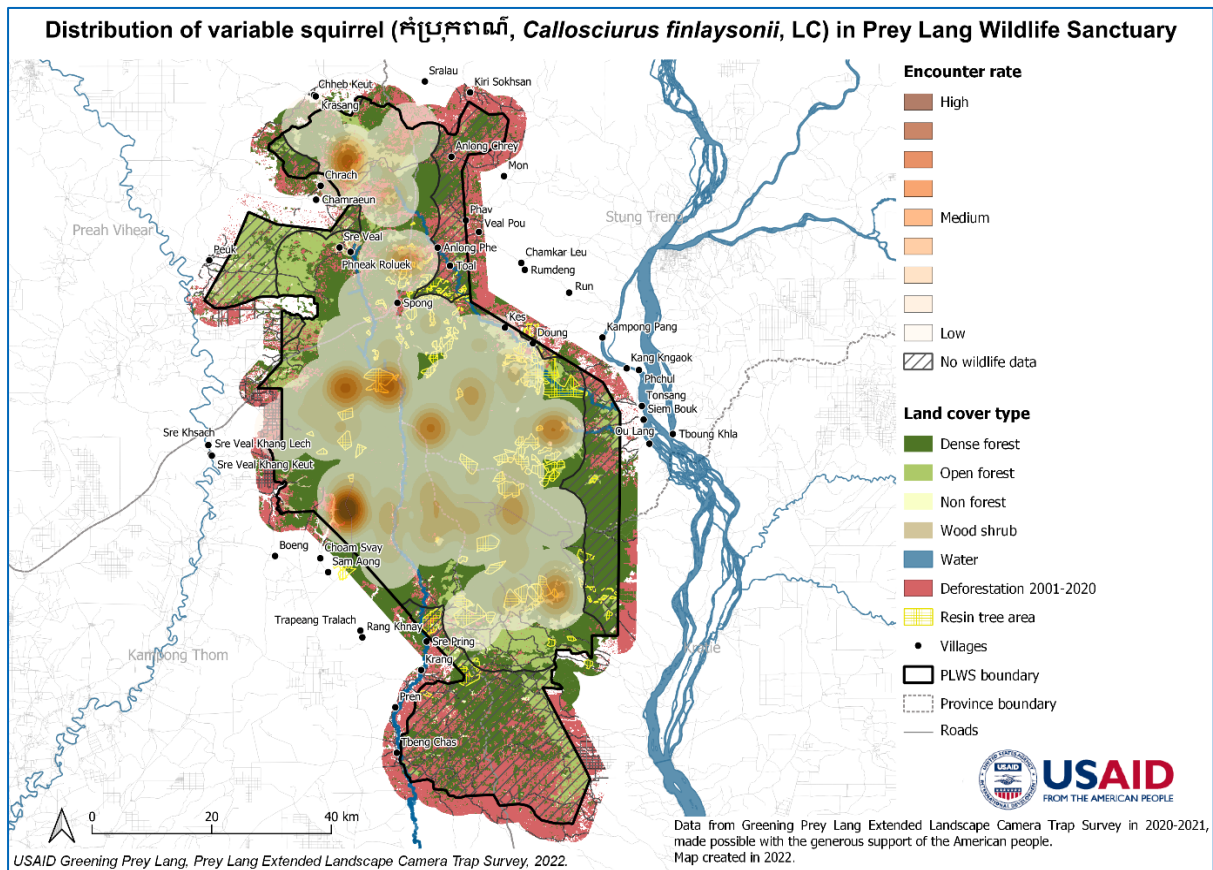 Distribution of variable squirrel (កំប្រុកពណ៌, Callosciurus finlaysonii, LC) in Prey Lang Wildlife Sanctuary
Chheb Keut
Krasang
Sralau
Kiri Sokhsan
Anlong Chrey
Mon
Chrach
Chamraeun
Phav
Veal Pou
Stung Treng
Preah Vihear
Peuk
Sre Veal
Phneak Roluek
Anlong Phe
Toal
Chamkar Leu
Rumdeng
Run
Spong
Kes
Doung
Kampong Pang
Kang Kngaok
Phchul
Tonsang
Siem Bouk
Ou Lang
Tboung Khla
Sre Khsach
Sre Veal Khang Lech
Sre Veal Khang Keut
Boeng
Choam Svay
Sam Aong
Trapeang Tralach
Rang Khnay
Sre Pring
Kampong Thom
Kratie
Krang
Pren
Tbeng Chas
Encounter rate
High
Medium
Low
No wildlife data
Land cover type
Dense forest
Open forest
Non forest
Wood shrub
Water
Deforestation 2001-2020
Resin tree area
Villages
PLWS boundary
Province boundary
Roads
USAID
FROM THE AMERICAN PEOPLE
0 20 40 km
Data from Greening Prey Lang Extended Landscape Camera Trap Survey in 2020-2021,
made possible with the generous support of the American people.
Map created in 2022.
USAID Greening Prey Lang, Prey Lang Extended Landscape Camera Trap Survey, 2022.